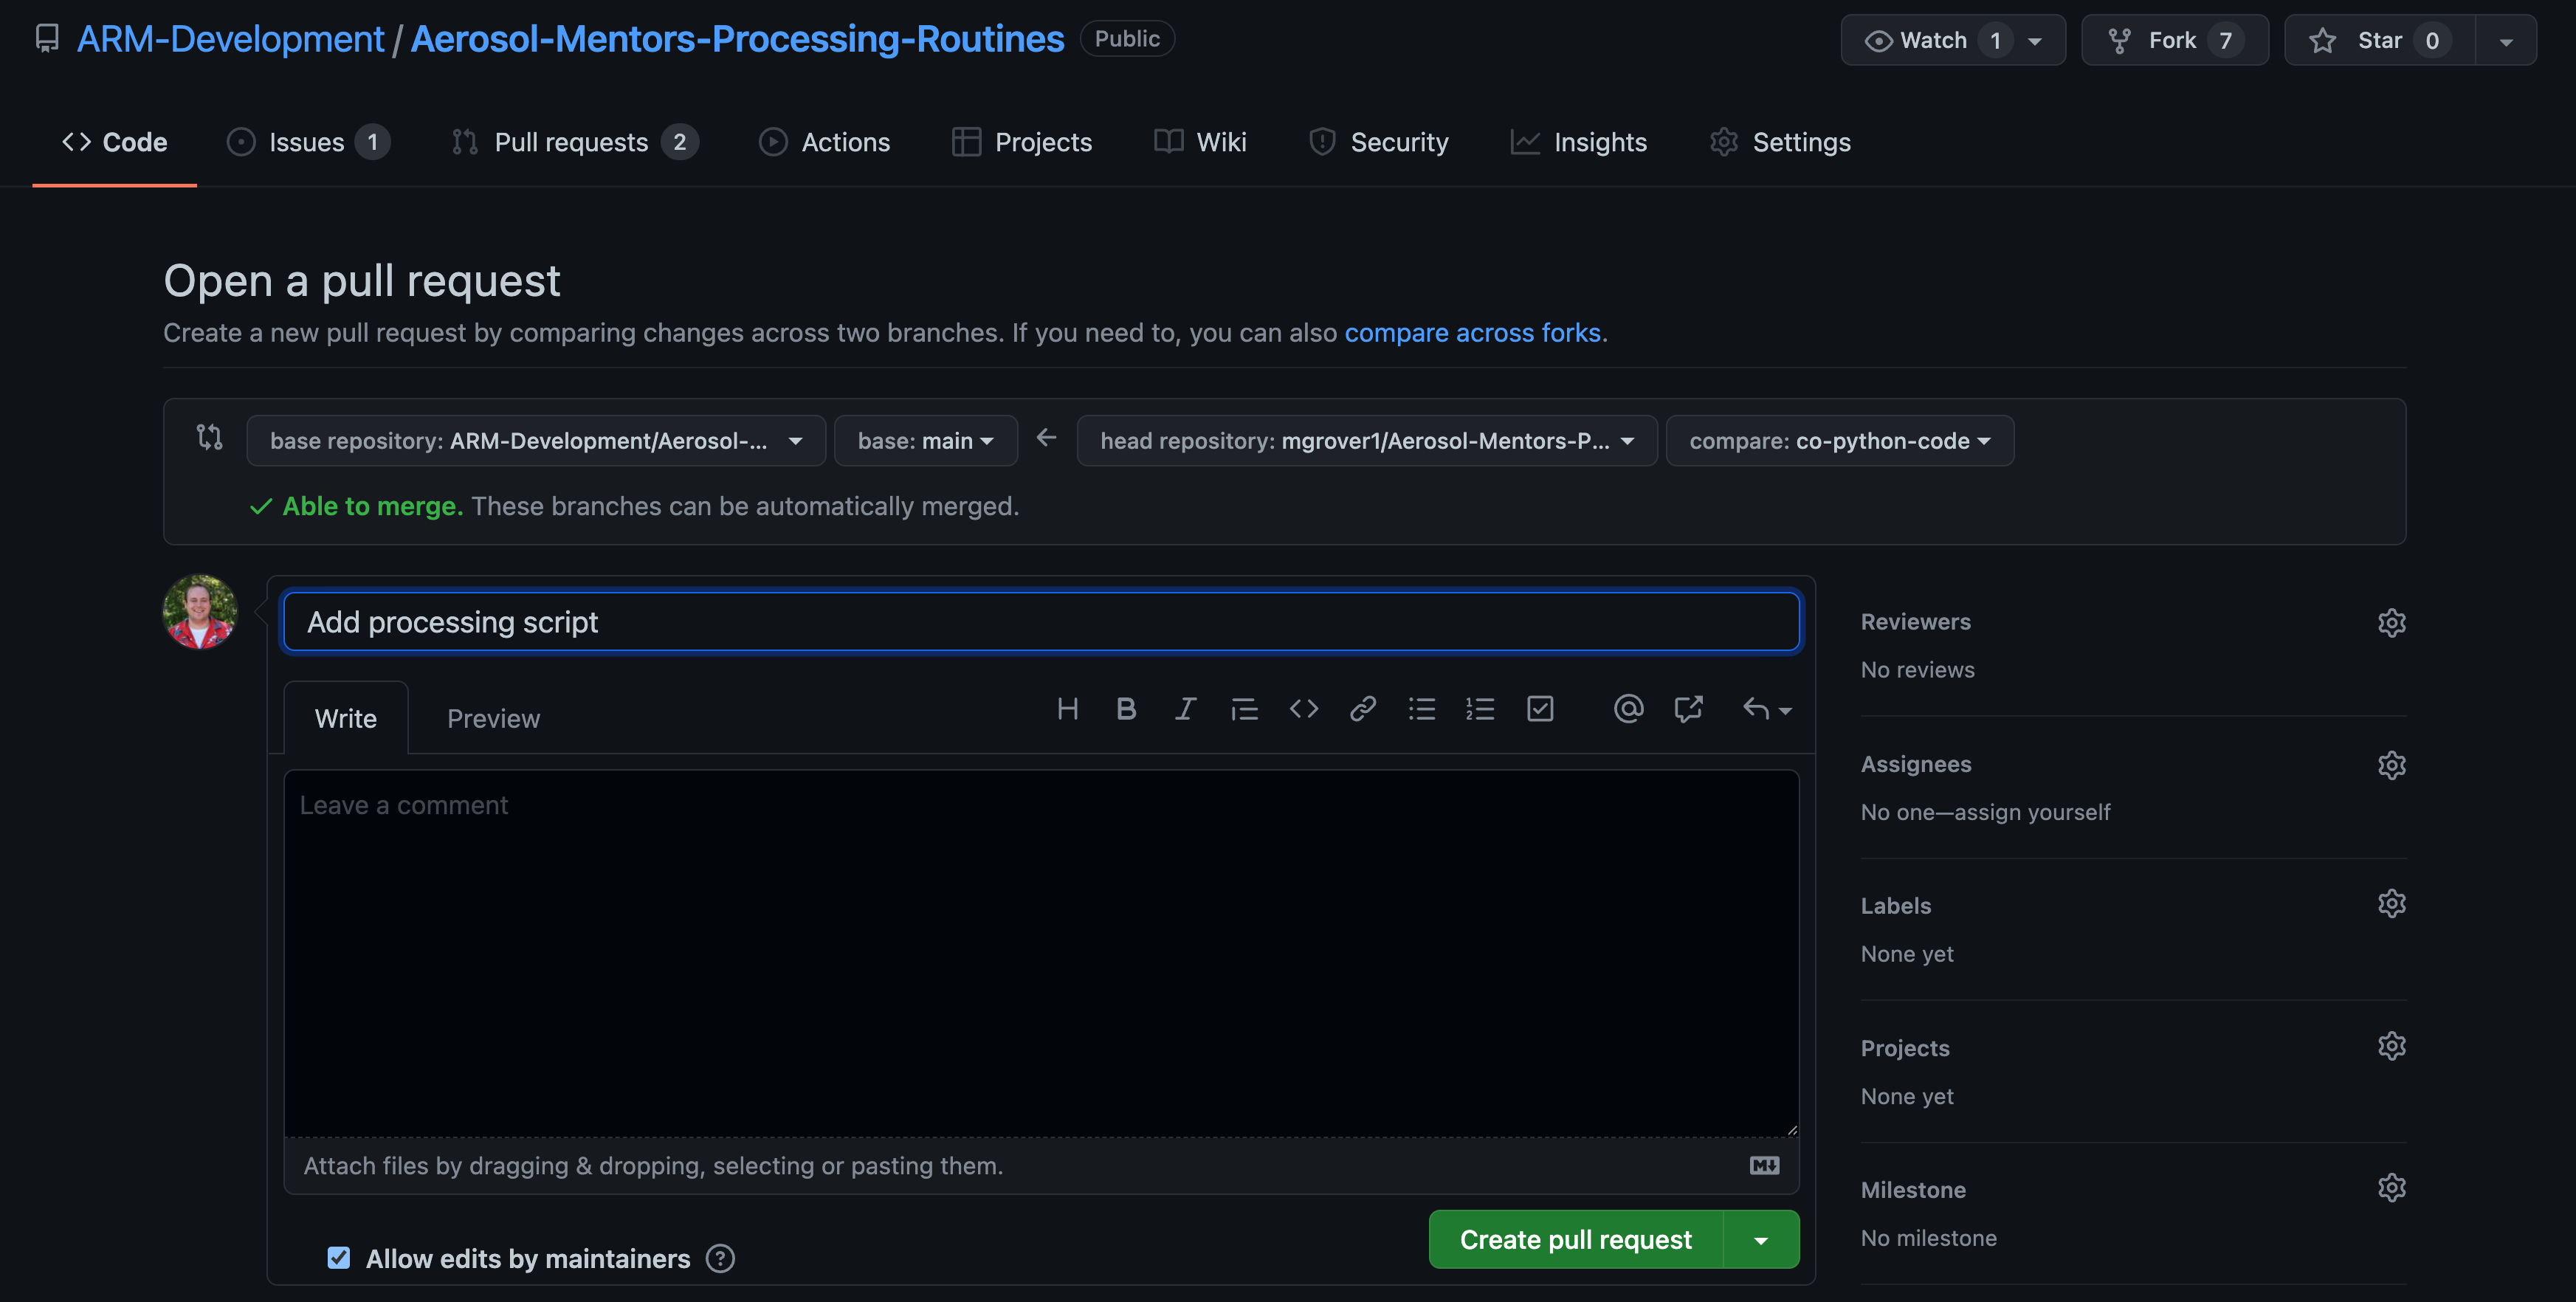 ARM-Development / Aerosol-Mentors-Processing-Routines Public Watch 1 Fork 7 Star 0
Code Issues 1 Pull requests 2 Actions Projects Wiki Security Insights Settings
Open a pull request
Create a new pull request by comparing changes across two branches. If you need to, you can also compare across forks.
base repository: ARM-Development/Aerosol-... base: main head repository: mgrover1/Aerosol-Mentors-P... compare: co-python-code
Able to merge. These branches can be automatically merged.
Add processing script
Write Preview
Leave a comment
Attach files by dragging & dropping, selecting or pasting them.
Allow edits by maintainers
Create pull request
Reviewers
No reviews
Assignees
No one—assign yourself
Labels
None yet
Projects
None yet
Milestone
No milestone